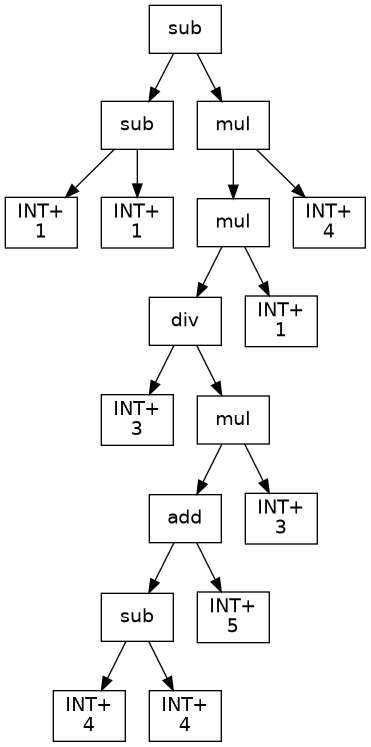 sub
sub
mul
INT+
1
INT+
1
mul
INT+
4
div
INT+
1
INT+
3
mul
add
INT+
3
sub
INT+
5
INT+
4
INT+
4